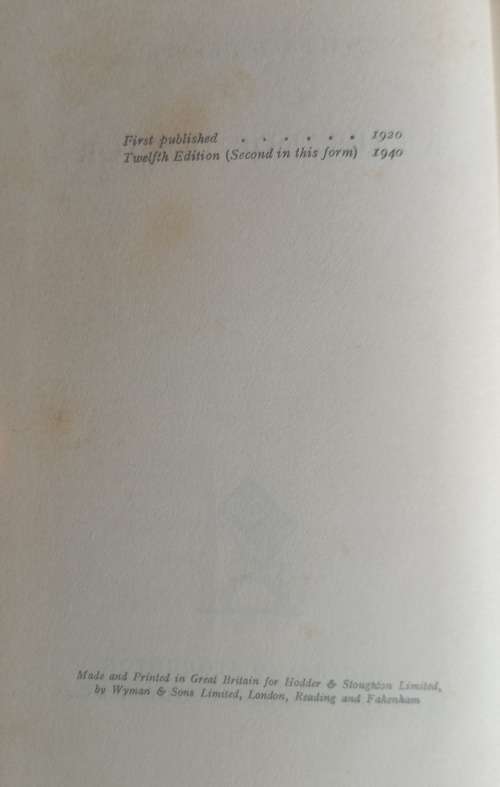 First published . . . . . . 1920
Twelfth Edition (Second in this form) 1940
Made and Printed in Great Britain for Hodder & Stoughton Limited,
by Wyman & Sons Limited, London, Reading and Fakenham